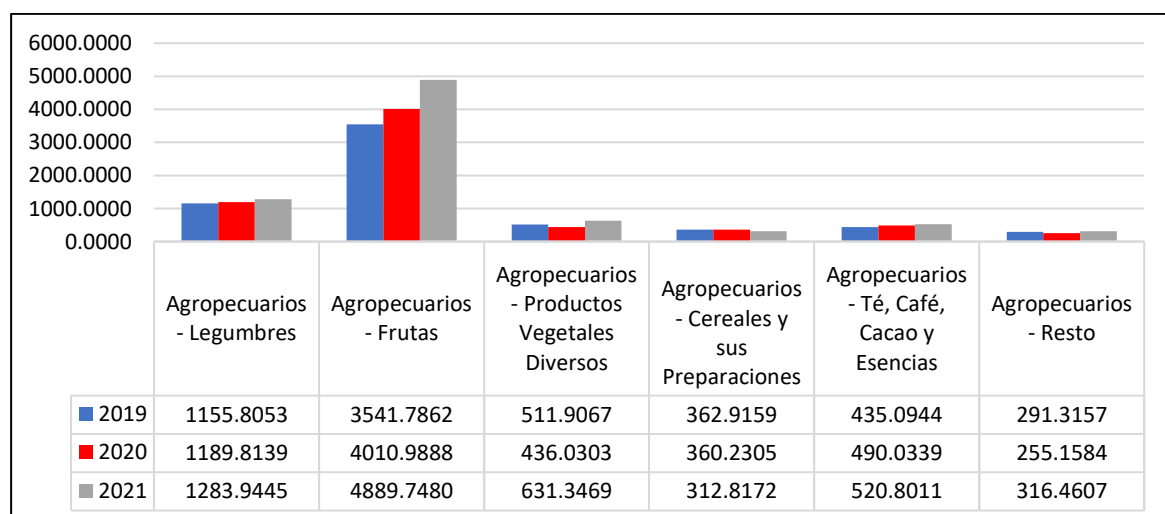 6000.0000
5000.0000
4000.0000
3000.0000
2000.0000
1000.0000
0.0000
Agropecuarios
- Legumbres
Agropecuarios
- Frutas
Agropecuarios
- Productos
Vegetales
Diversos
Agropecuarios
- Cereales y
sus
Preparaciones
Agropecuarios
- Té, Café,
Cacao y
Esencias
Agropecuarios
- Resto
2019 1155.8053 3541.7862 511.9067 362.9159 435.0944 291.3157
2020 1189.8139 4010.9888 436.0303 360.2305 490.0339 255.1584
2021 1283.9445 4889.7480 631.3469 312.8172 520.8011 316.4607